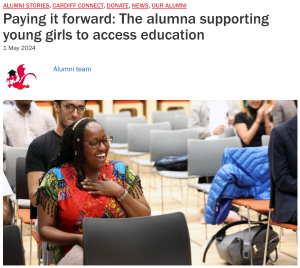 ALUMNI STORIES, CARDIFF CONNECT, DONATE, NEWS, OUR ALUMNI
Paying it forward: The alumna supporting
young girls to access education
1 May 2024
Alumni team